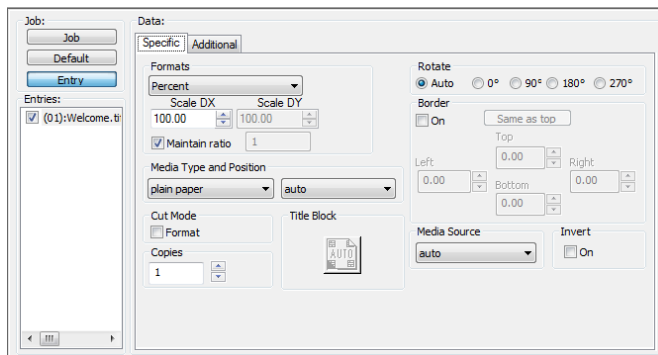 Job:
Job
Default
Entry
Entries:
(01):Welcome.ti
Data:
Specific Additional
Formats
Percent
Scale DX Scale DY
100.00 100.00
Maintain ratio 1
Media Type and Position
plain paper auto
Cut Mode
Format
Copies
1
Title Block
AUTO
Rotate
Auto 0° 90° 180° 270°
Border
On Same as top
Top
0.00
Left Right
0.00 0.00
Bottom
0.00
Media Source
auto
Invert
On